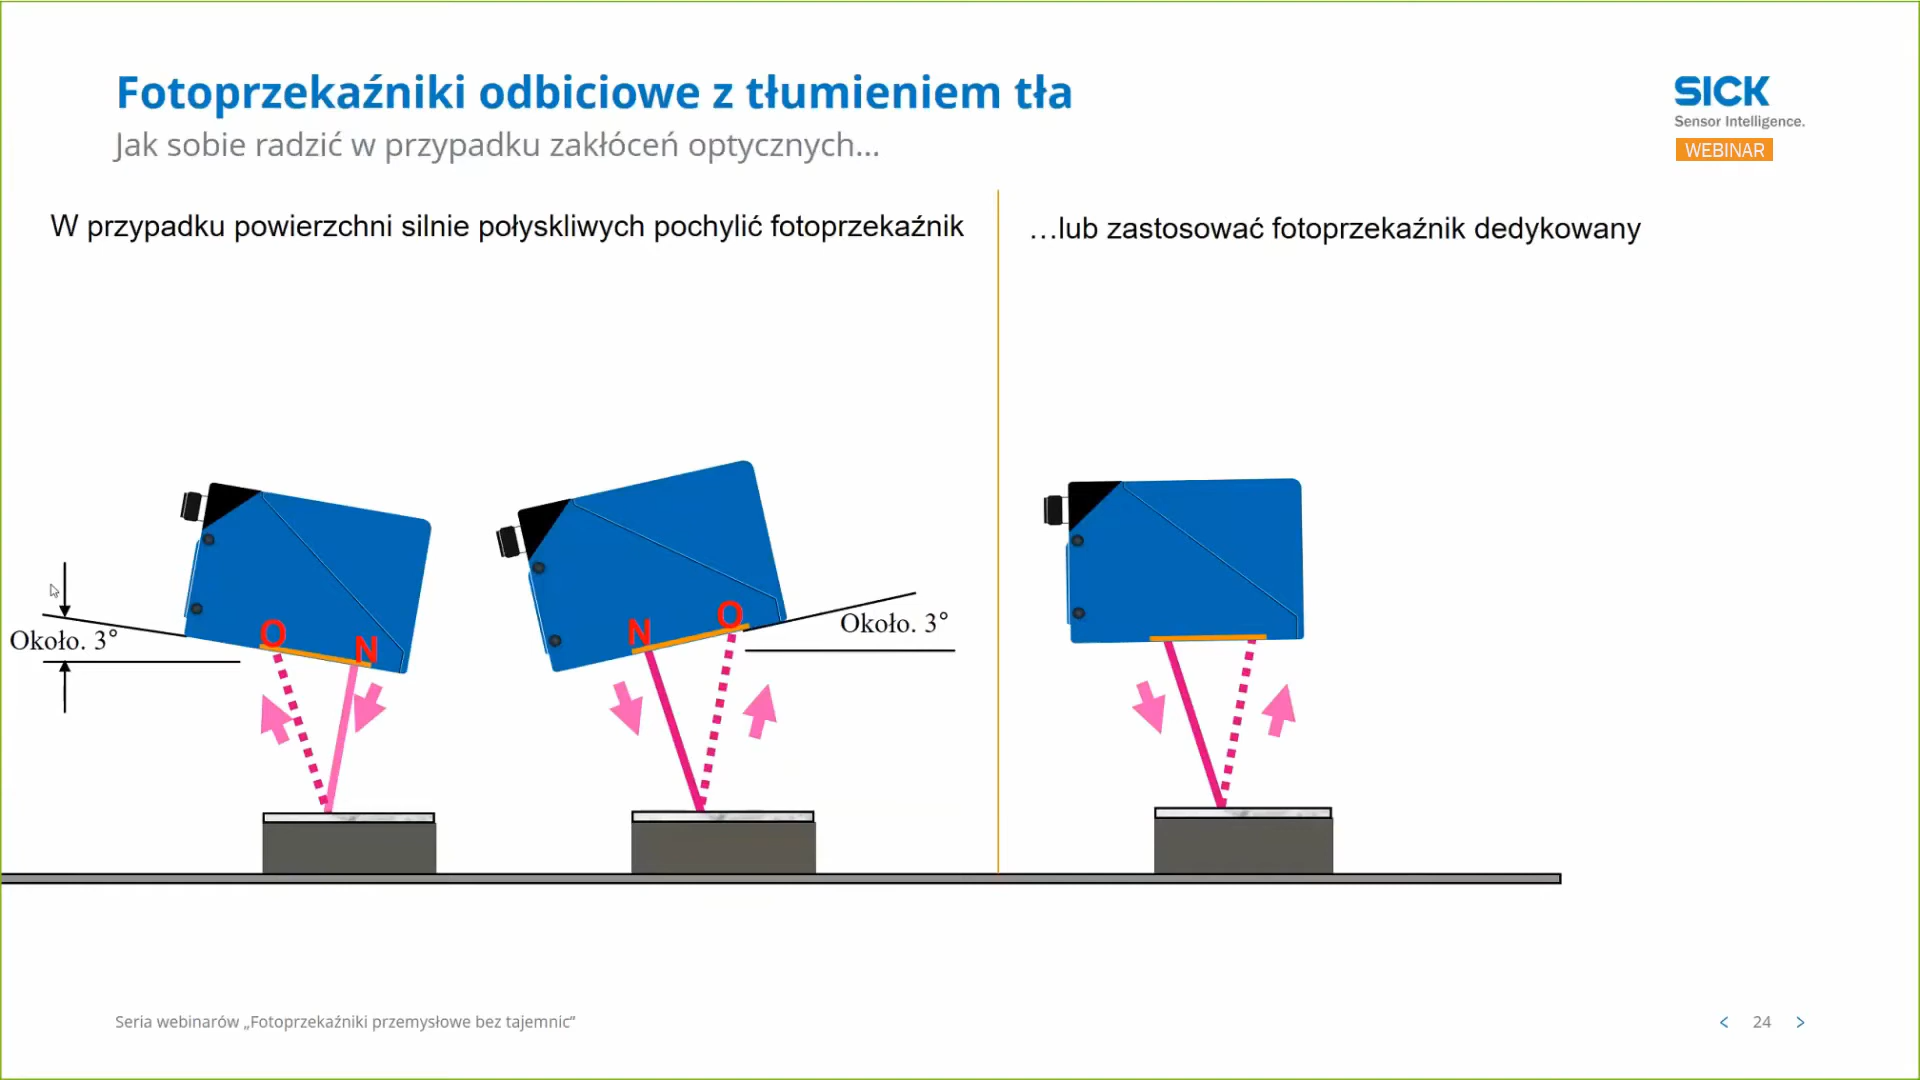 Fotoprzekaźniki odbiciowe z tłumieniem tła
Jak sobie radzić w przypadku zakłóceń optycznych...
SICK
Sensor Intelligence.
WEBINAR
W przypadku powierzchni silnie połyskliwych pochylić fotoprzekaźnik
...lub zastosować fotoprzekaźnik dedykowany
Około. 3°
O
N
N
O
Około. 3°
Seria webinarów „Fotoprzekaźniki przemysłowe bez tajemnic”
< 24 >